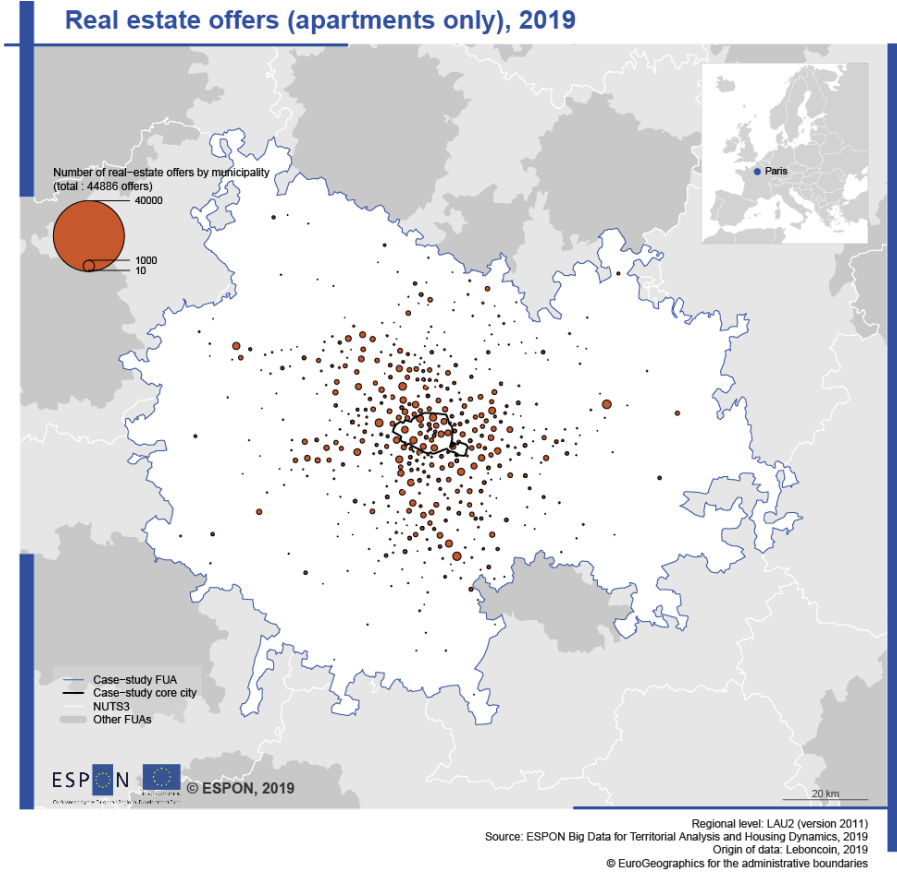 Real estate offers (apartments only), 2019
Paris
Number of real-estate offers by municipality
(total : 44886 offers)
40000
1000
10
Case-study FUA
Case-study core city
NUTS3
Other FUAs
ESPON
© ESPON, 2019
20 km
Regional level: LAU2 (version 2011)
Source: ESPON Big Data for Territorial Analysis and Housing Dynamics, 2019
Origin of data: Leboncoin, 2019
© EuroGeographics for the administrative boundaries